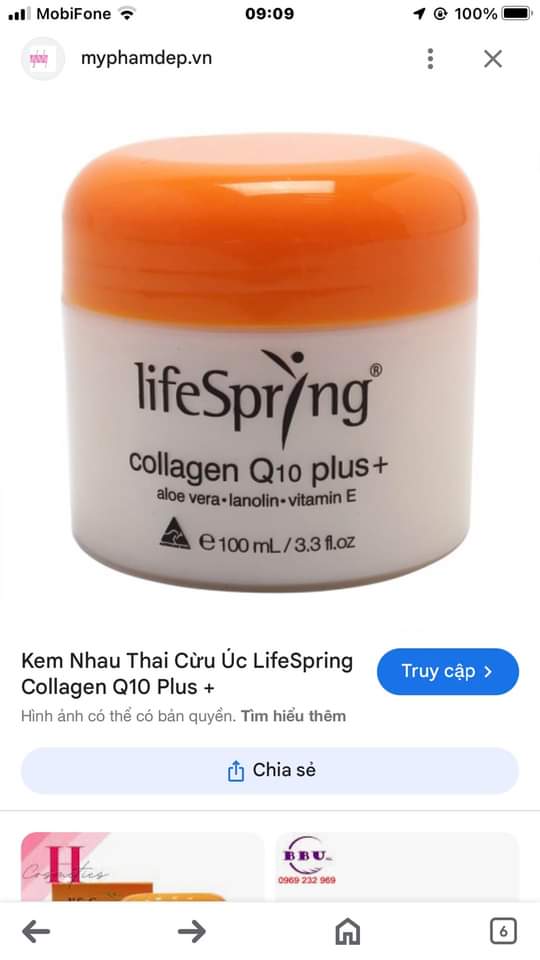 MobiFone
09:09
100%
myphamdep.vn
lifeSpring®
collagen Q10 plus+
aloe vera•lanolin•vitamin E
℮100 mL/3.3 fl.oz
Kem Nhau Thai Cừu Úc LifeSpring
Collagen Q10 Plus +
Truy cập
Hình ảnh có thể có bản quyền. Tìm hiểu thêm
Chia sẻ
H
Cosmetics
BBU
0969 232 969
6